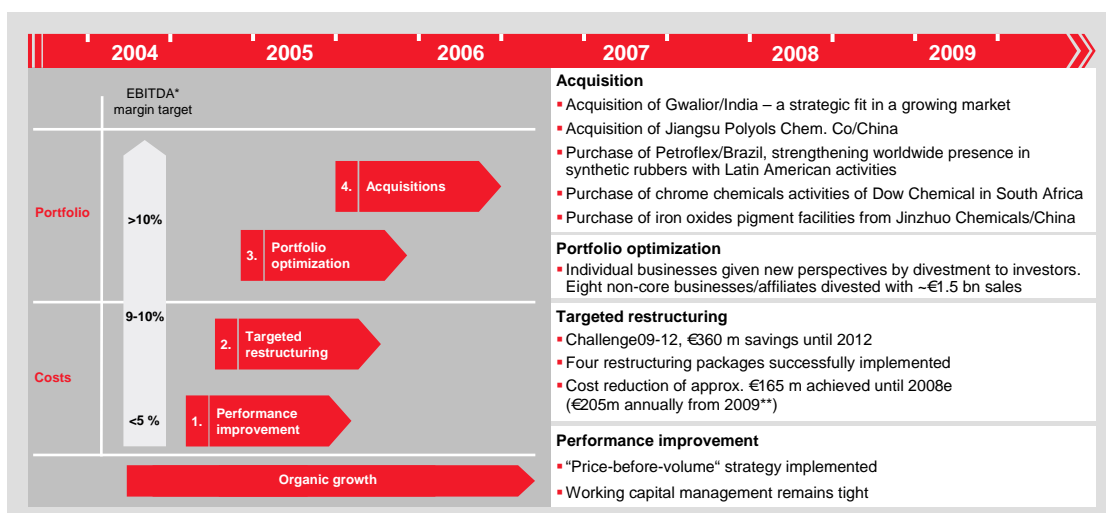 2004 2005 2006 2007 2008 2009
EBITDA*
margin target
Portfolio
>10%
4. Acquisitions
3. Portfolio
optimization
9-10%
2. Targeted
restructuring
Costs
<5 %
1. Performance
improvement
Organic growth
Acquisition
▪ Acquisition of Gwalior/India – a strategic fit in a growing market
▪ Acquisition of Jiangsu Polyols Chem. Co/China
▪ Purchase of Petroflex/Brazil, strengthening worldwide presence in
synthetic rubbers with Latin American activities
▪ Purchase of chrome chemicals activities of Dow Chemical in South Africa
▪ Purchase of iron oxides pigment facilities from Jinzhuo Chemicals/China
Portfolio optimization
▪ Individual businesses given new perspectives by divestment to investors.
Eight non-core businesses/affiliates divested with ~€1.5 bn sales
Targeted restructuring
▪ Challenge09-12, €360 m savings until 2012
▪ Four restructuring packages successfully implemented
▪ Cost reduction of approx. €165 m achieved until 2008e
(€205m annually from 2009**)
Performance improvement
▪ “Price-before-volume“ strategy implemented
▪ Working capital management remains tight